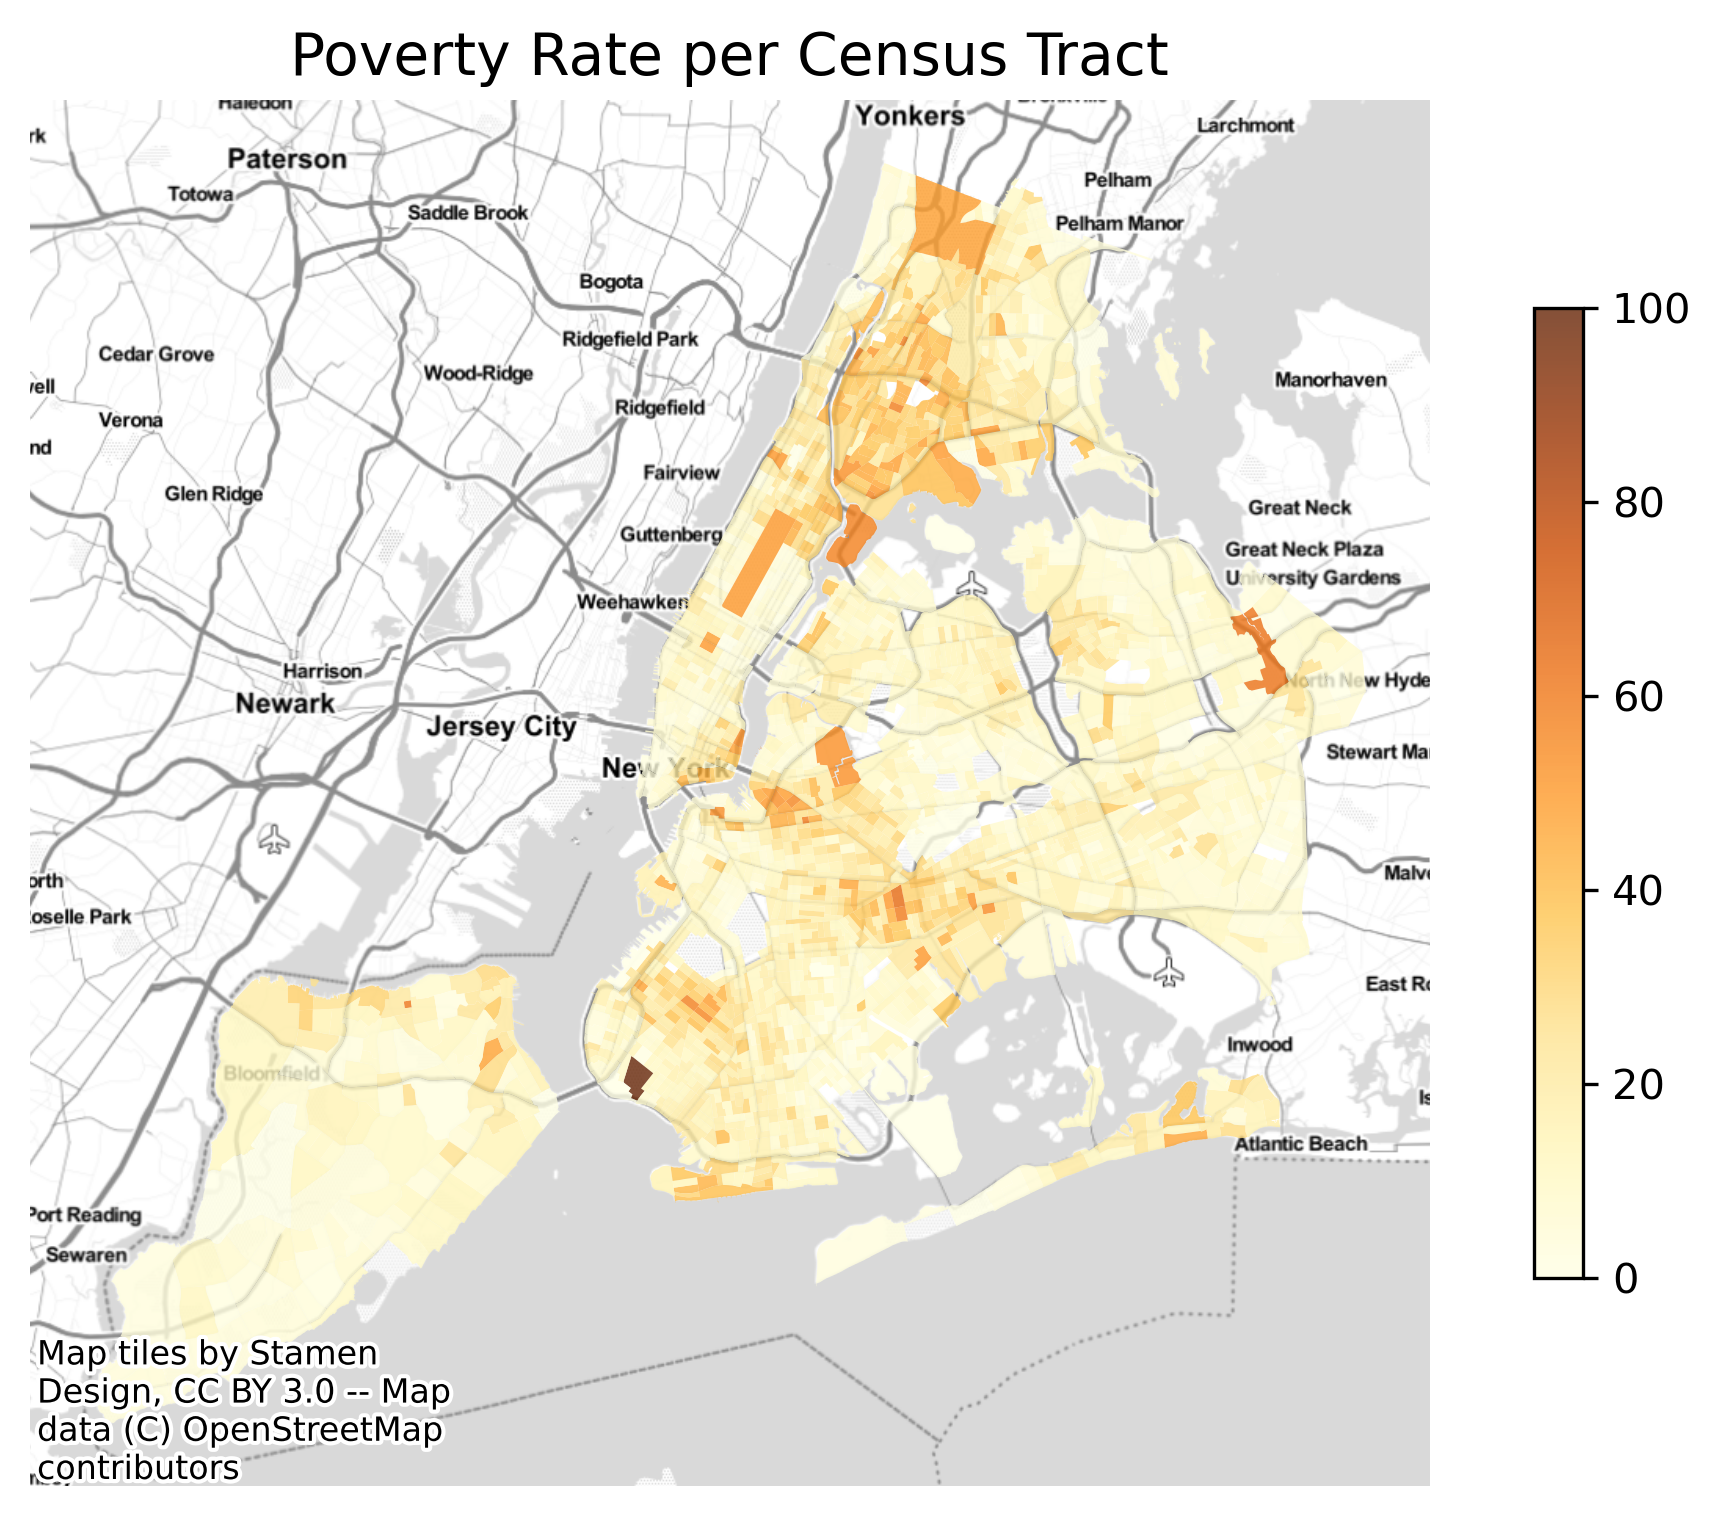 Poverty Rate per Census Tract
Haledon
Yonkers
Larchmont
rk
Paterson
Totowa
Pelham
Saddle Brook
Pelham Manor
Bogota
Ridgefield Park
Cedar Grove
Wood-Ridge
Manorhaven
vell
Ridgefield
Verona
nd
Fairview
Glen Ridge
Great Neck
Guttenberg
Great Neck Plaza
University Gardens
Weehawken
Harrison
North New Hyde
Newark
Jersey City
Stewart Ma
New York
Malve
orth
oselle Park
East Ro
Inwood
Bloomfield
Is
Atlantic Beach
Port Reading
Sewaren
Map tiles by Stamen
Design, CC BY 3.0 -- Map
data (C) OpenStreetMap
contributors
100
80
60
40
20
0